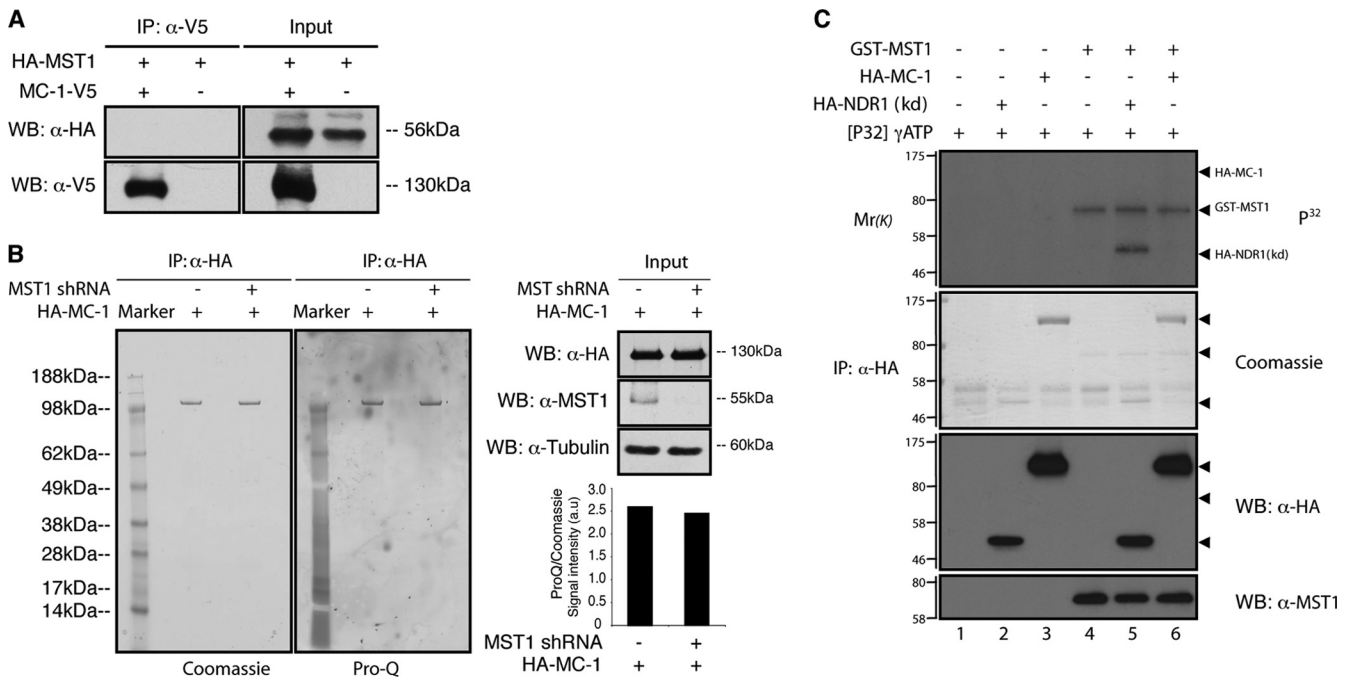 A
IP: α-V5 Input
HA-MST1 + + + +
MC-1-V5 + - + -
WB: α-HA -- 56kDa
WB: α-V5 -- 130kDa
B
IP: α-HA IP: α-HA
MST1 shRNA - + - +
HA-MC-1 Marker + + Marker + +
188kDa--
98kDa--
62kDa--
49kDa--
38kDa--
28kDa--
17kDa--
14kDa--
Coomassie Pro-Q
Input
MST shRNA - +
HA-MC-1 + +
WB: α-HA -- 130kDa
WB: α-MST1 -- 55kDa
WB: α-Tubulin -- 60kDa
ProQ/Coomassie
Signal intensity (a.u)
3.0
2.5
2.0
1.5
1.0
0.5
0
MST1 shRNA - +
HA-MC-1 + +
C
GST-MST1 - - - + + +
HA-MC-1 - - + - - +
HA-NDR1 (kd) - + - - + -
[P32] γATP + + + + + +
175
HA-MC-1
80
GST-MST1
Mr(K) P32
58
HA-NDR1(kd)
46
175
80
IP: α-HA Coomassie
58
46
175
80
WB: α-HA
58
46
80
WB: α-MST1
58
1 2 3 4 5 6